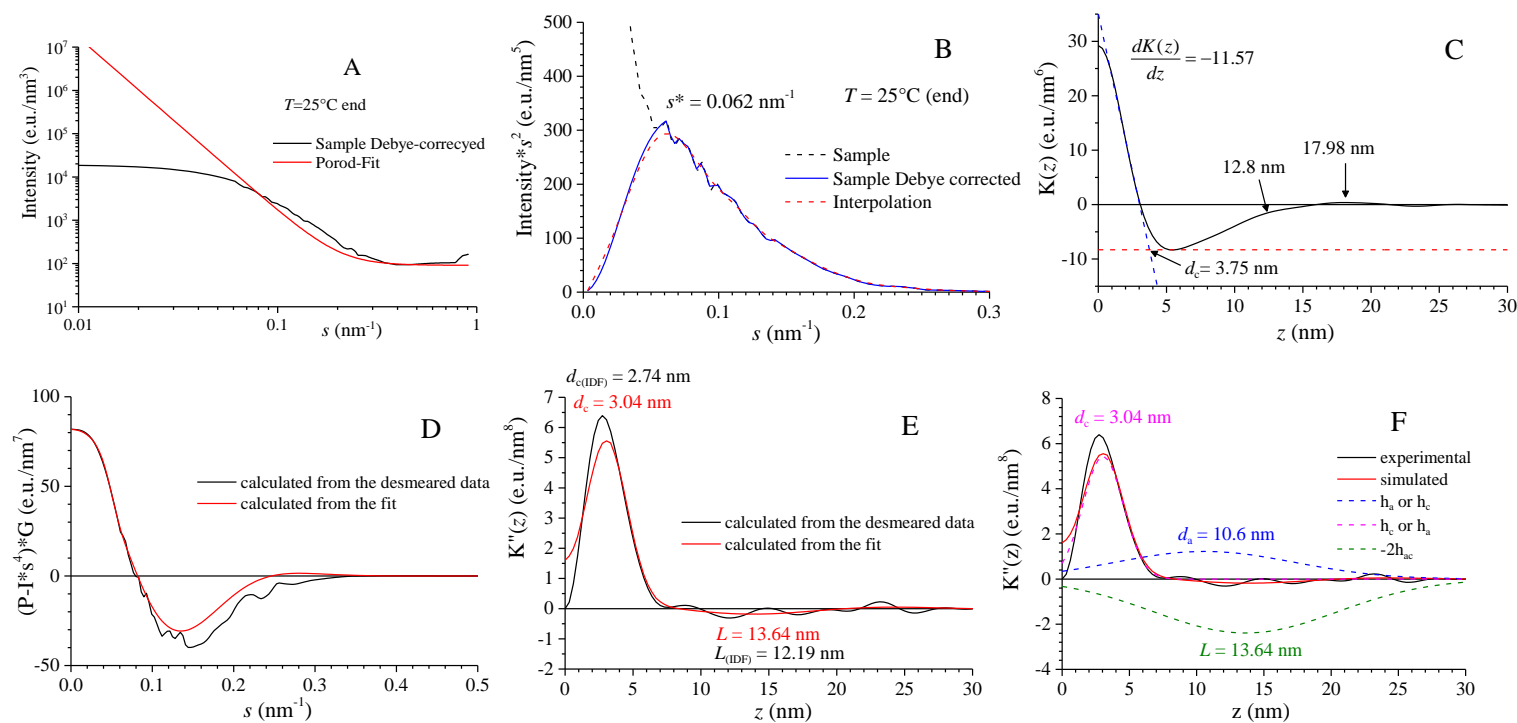 A
T=25°C end
Sample Debye-correcyed
Porod-Fit
Intensity (e.u./nm³)
10⁷
10⁶
10⁵
10⁴
10³
10²
10¹
0.01
0.1
1
s (nm⁻¹)
B
s* = 0.062 nm⁻¹
T = 25°C (end)
Sample
Sample Debye corrected
Interpolation
Intensity*s² (e.u./nm⁵)
500
400
300
200
100
0
0.0
0.1
0.2
0.3
s (nm⁻¹)
C
dK(z)
dz
= −11.57
17.98 nm
12.8 nm
d_c= 3.75 nm
K(z) (e.u./nm⁶)
30
20
10
0
-10
0
5
10
15
20
25
30
z (nm)
D
calculated from the desmeared data
calculated from the fit
(P-I*s⁴)*G (e.u./nm⁷)
100
50
0
-50
0.0
0.1
0.2
0.3
0.4
0.5
s (nm⁻¹)
d_c(IDF) = 2.74 nm
d_c = 3.04 nm
E
calculated from the desmeared data
calculated from the fit
L = 13.64 nm
L_(IDF) = 12.19 nm
K"(z) (e.u./nm⁸)
7
6
5
4
3
2
1
0
-1
-2
0
5
10
15
20
25
30
z (nm)
F
d_c = 3.04 nm
experimental
simulated
h_a or h_c
h_c or h_a
-2h_ac
d_a = 10.6 nm
L = 13.64 nm
K"(z) (e.u./nm⁸)
8
6
4
2
0
-2
-4
0
5
10
15
20
25
30
z (nm)